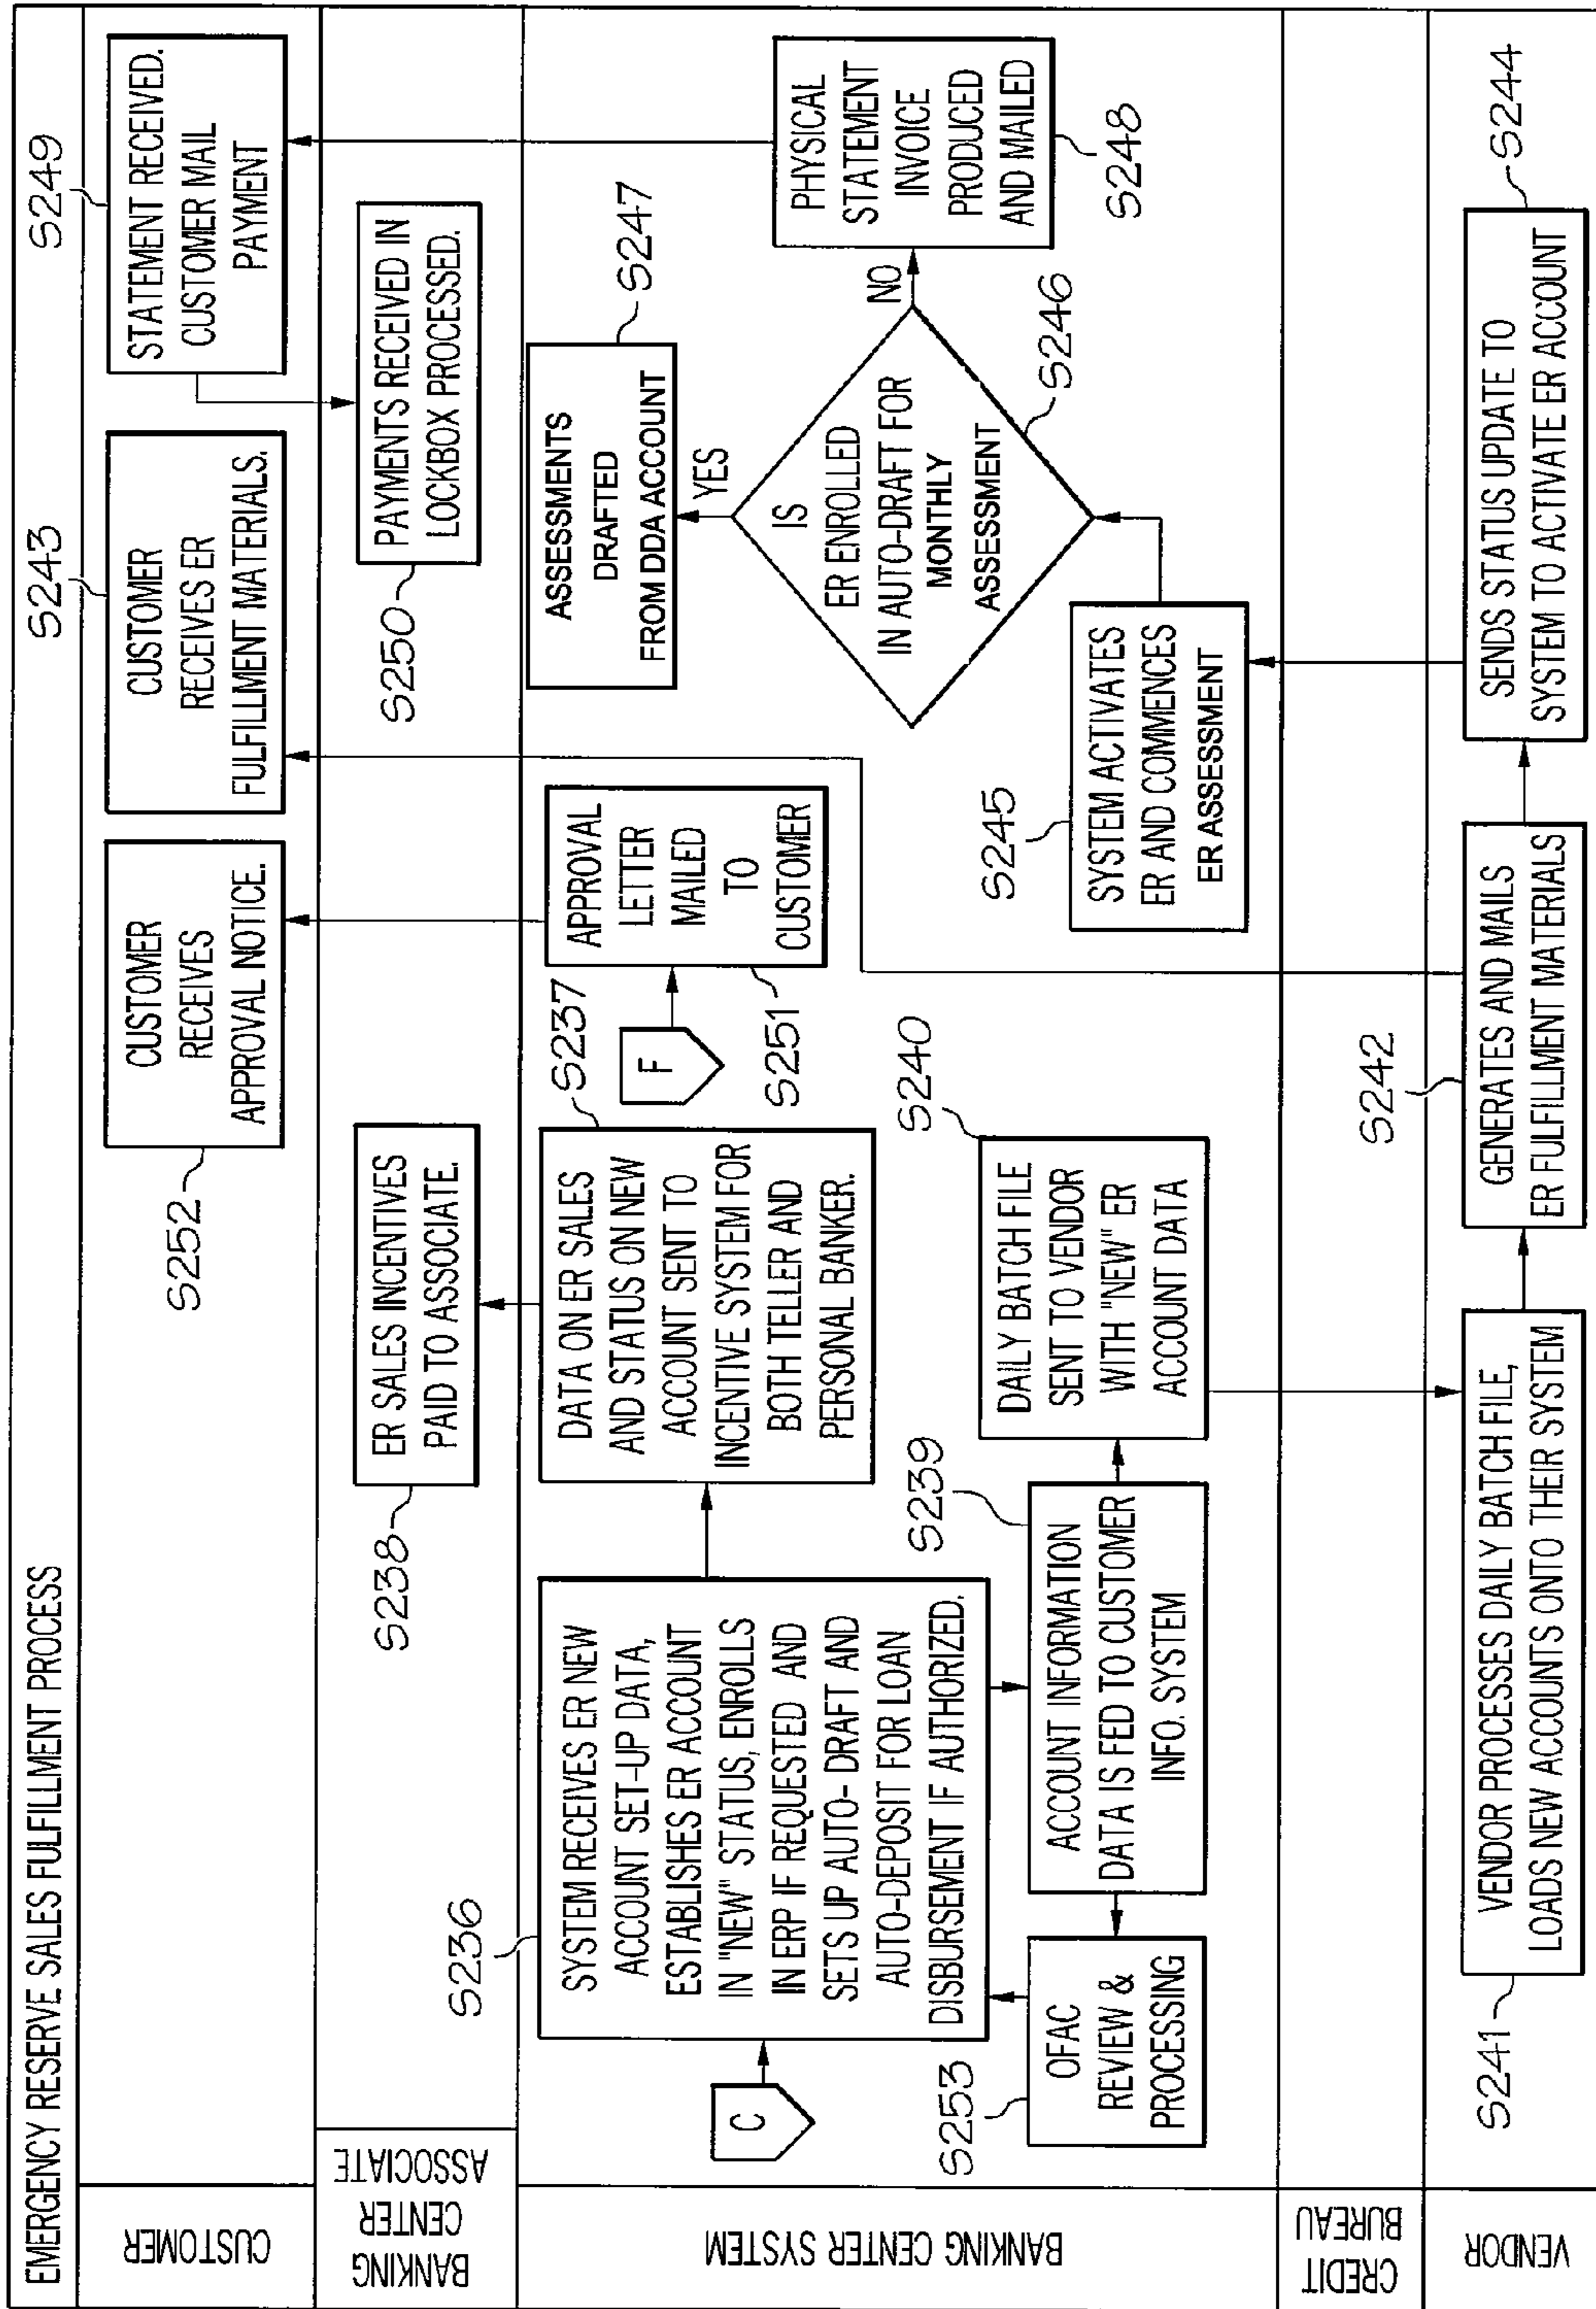 EMERGENCY RESERVE SALES FULFILLMENT PROCESS
CUSTOMER
S252
CUSTOMER
RECEIVES
APPROVAL NOTICE.
S243
CUSTOMER
RECEIVES ER
FULFILLMENT MATERIALS.
S249
STATEMENT RECEIVED.
CUSTOMER MAIL
PAYMENT
BANKING
CENTER
ASSOCIATE
S238
ER SALES INCENTIVES
PAID TO ASSOCIATE.
S250
PAYMENTS RECEIVED IN
LOCKBOX PROCESSED.
BANKING CENTER SYSTEM
C
S236
SYSTEM RECEIVES ER NEW
ACCOUNT SET-UP DATA,
ESTABLISHES ER ACCOUNT
IN "NEW" STATUS, ENROLLS
IN ERP IF REQUESTED AND
SETS UP AUTO- DRAFT AND
AUTO-DEPOSIT FOR LOAN
DISBURSEMENT IF AUTHORIZED.
S237
DATA ON ER SALES
AND STATUS ON NEW
ACCOUNT SENT TO
INCENTIVE SYSTEM FOR
BOTH TELLER AND
PERSONAL BANKER.
F
S251
APPROVAL
LETTER
MAILED
TO
CUSTOMER
S253
OFAC
REVIEW &
PROCESSING
S239
ACCOUNT INFORMATION
DATA IS FED TO CUSTOMER
INFO. SYSTEM
S240
DAILY BATCH FILE
SENT TO VENDOR
WITH "NEW" ER
ACCOUNT DATA
S245
SYSTEM ACTIVATES
ER AND COMMENCES
ER ASSESSMENT
S246
IS
ER ENROLLED
IN AUTO-DRAFT FOR
MONTHLY
ASSESSMENT
YES
NO
S247
ASSESSMENTS
DRAFTED
FROM DDA ACCOUNT
S248
PHYSICAL
STATEMENT
INVOICE
PRODUCED
AND MAILED
CREDIT
BUREAU
VENDOR
S241
VENDOR PROCESSES DAILY BATCH FILE,
LOADS NEW ACCOUNTS ONTO THEIR SYSTEM
S242
GENERATES AND MAILS
ER FULFILLMENT MATERIALS
S244
SENDS STATUS UPDATE TO
SYSTEM TO ACTIVATE ER ACCOUNT